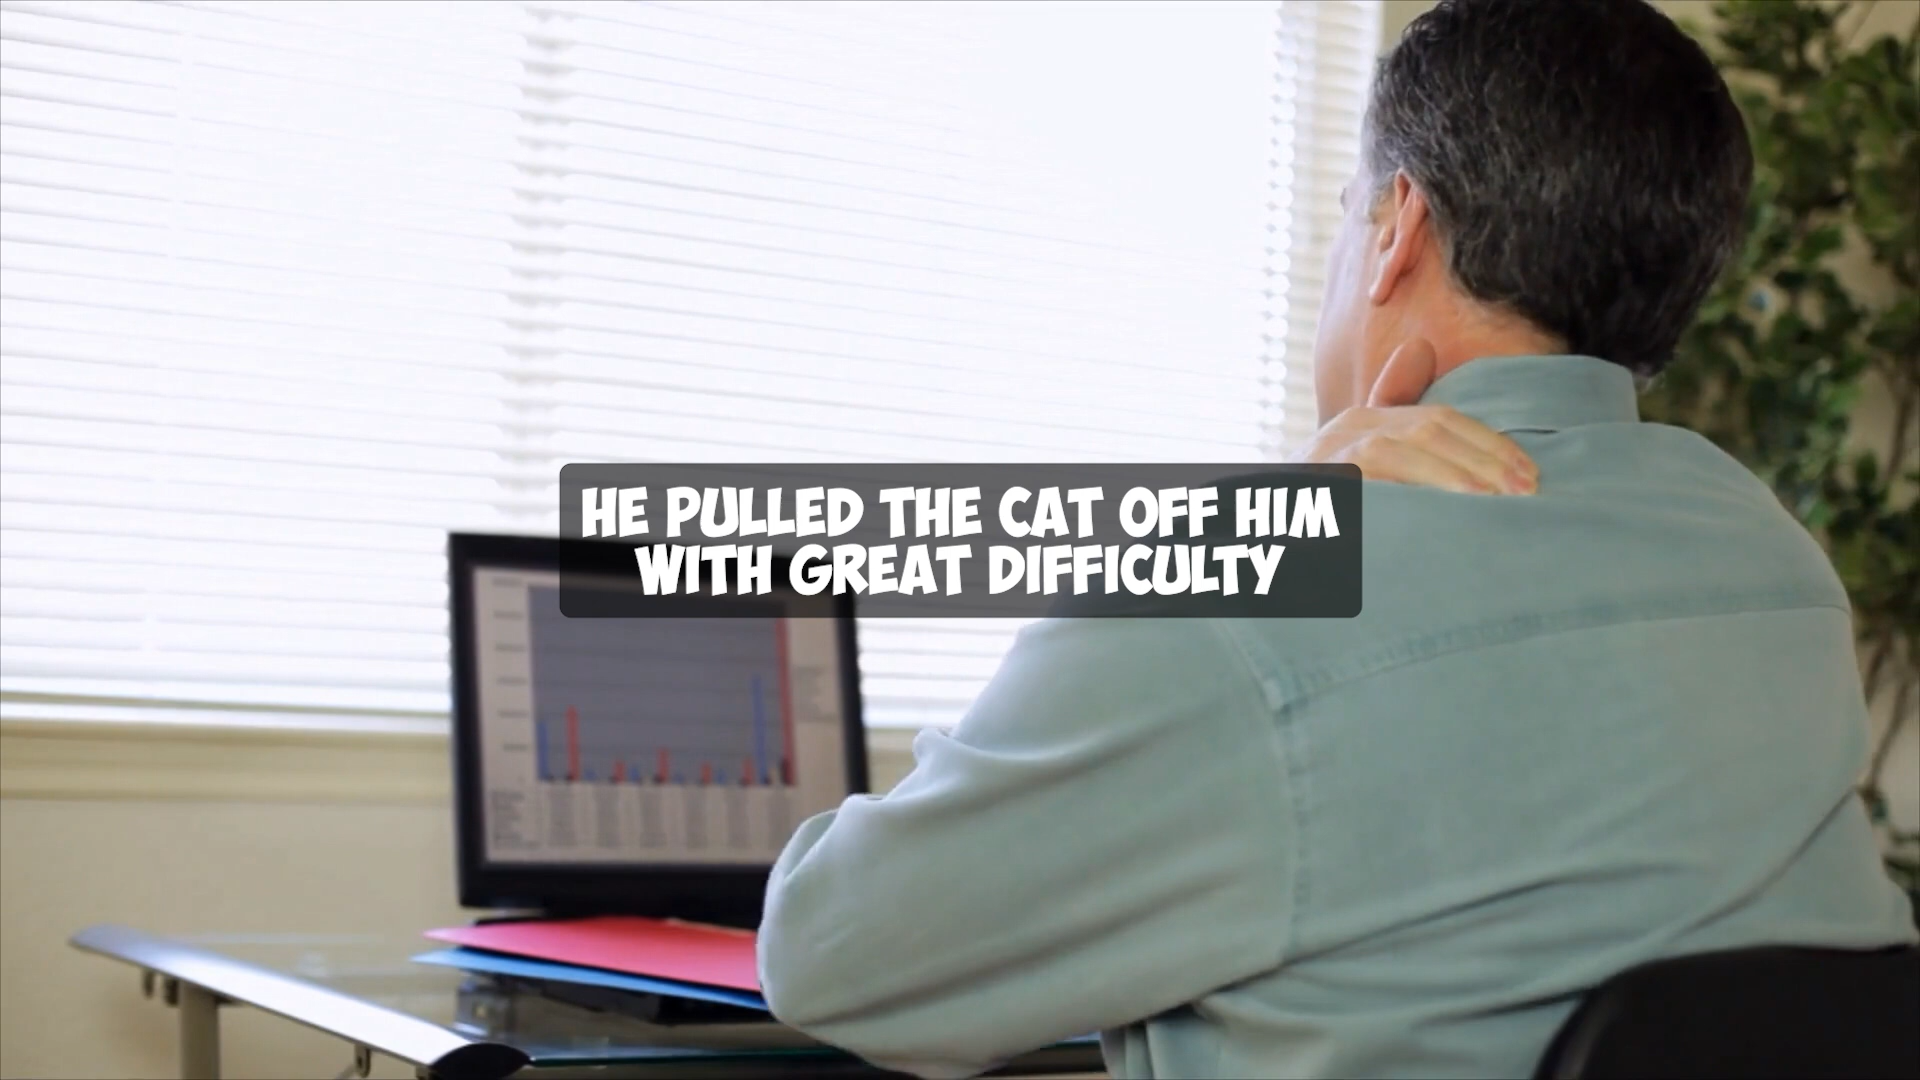 HE PULLED THE CAT OFF HIM
WITH GREAT DIFFICULTY